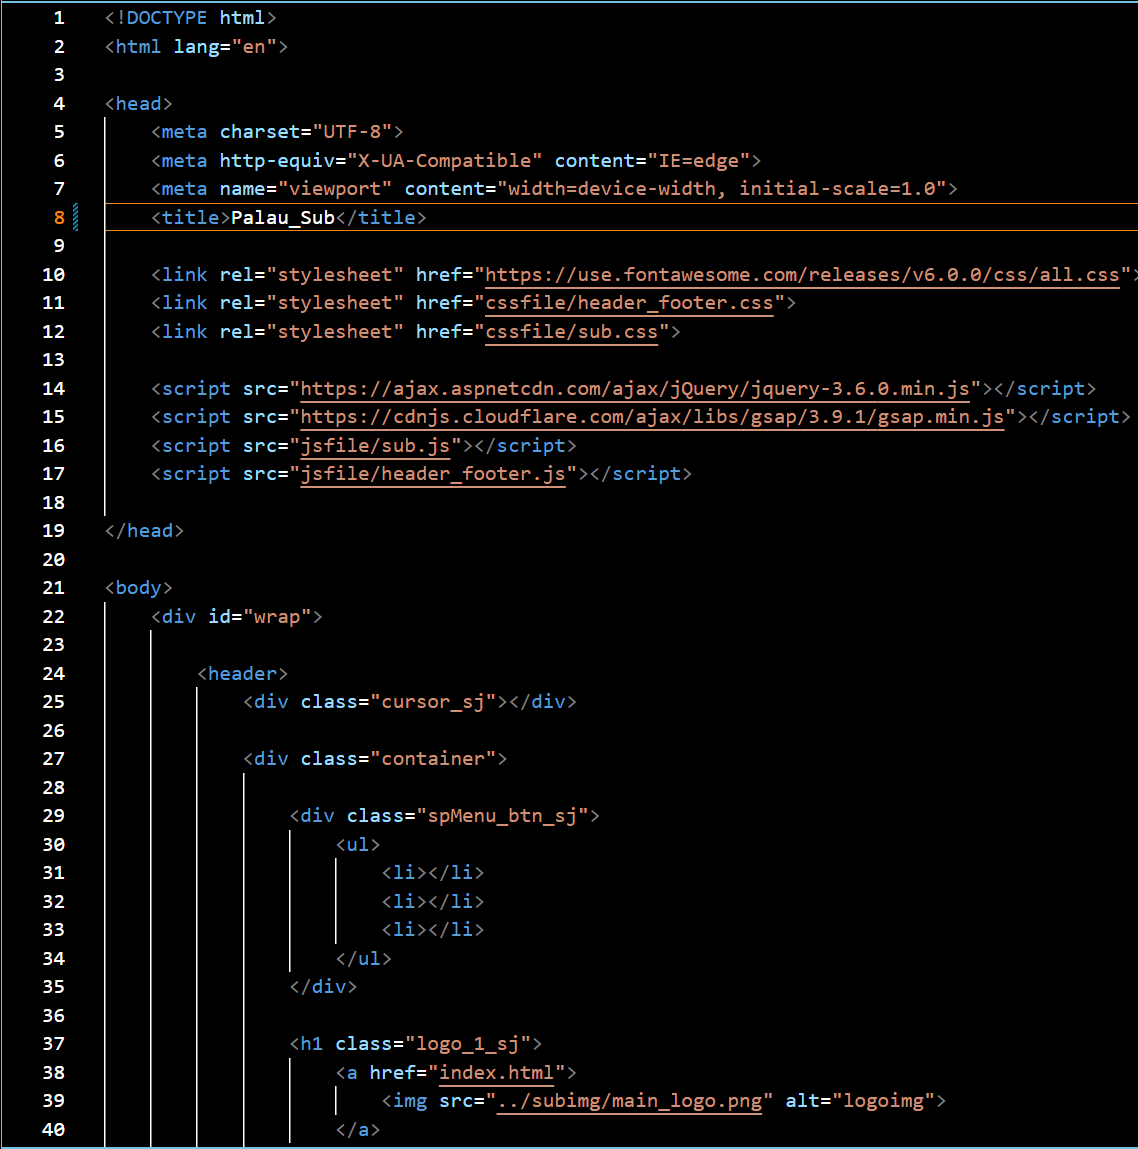 1 <!DOCTYPE html>
2 <html lang="en">
3
4 <head>
5 <meta charset="UTF-8">
6 <meta http-equiv="X-UA-Compatible" content="IE=edge">
7 <meta name="viewport" content="width=device-width, initial-scale=1.0">
8 <title>Palau_Sub</title>
9
10 <link rel="stylesheet" href="https://use.fontawesome.com/releases/v6.0.0/css/all.css">
11 <link rel="stylesheet" href="cssfile/header_footer.css">
12 <link rel="stylesheet" href="cssfile/sub.css">
13
14 <script src="https://ajax.aspnetcdn.com/ajax/jQuery/jquery-3.6.0.min.js"></script>
15 <script src="https://cdnjs.cloudflare.com/ajax/libs/gsap/3.9.1/gsap.min.js"></script>
16 <script src="jsfile/sub.js"></script>
17 <script src="jsfile/header_footer.js"></script>
18
19 </head>
20
21 <body>
22 <div id="wrap">
23
24 <header>
25 <div class="cursor_sj"></div>
26
27 <div class="container">
28
29 <div class="spMenu_btn_sj">
30 <ul>
31 <li></li>
32 <li></li>
33 <li></li>
34 </ul>
35 </div>
36
37 <h1 class="logo_1_sj">
38 <a href="index.html">
39 <img src="../subimg/main_logo.png" alt="logoimg">
40 </a>